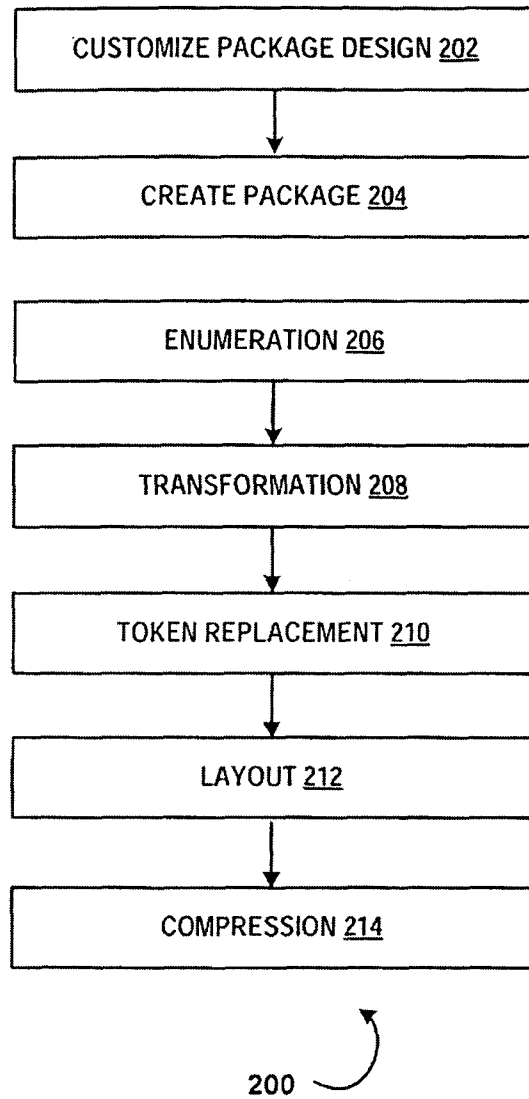 CUSTOMIZE PACKAGE DESIGN 202
CREATE PACKAGE 204
ENUMERATION 206
TRANSFORMATION 208
TOKEN REPLACEMENT 210
LAYOUT 212
COMPRESSION 214
200